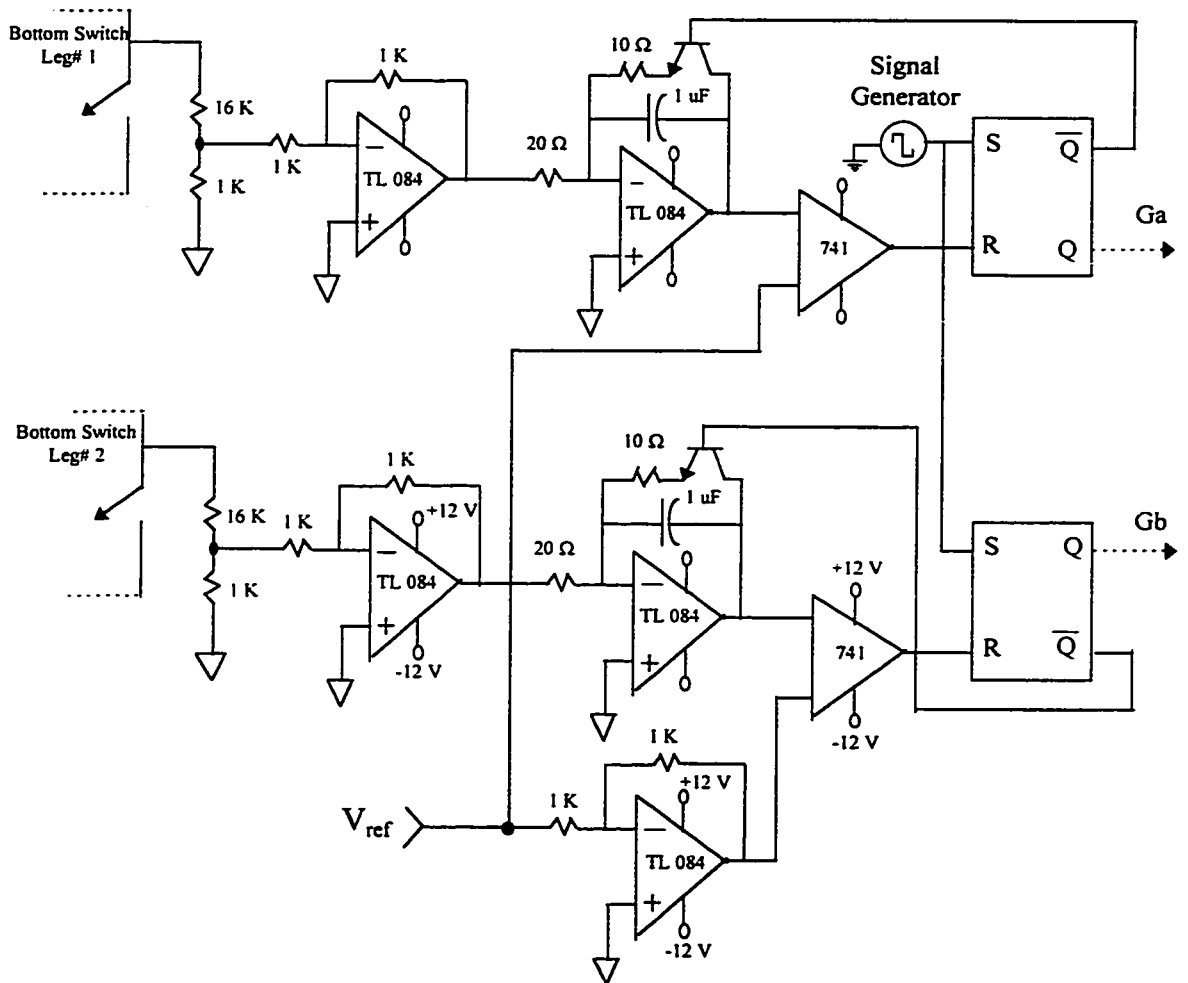 Bottom Switch
Leg# 1
16 K
1 K
1 K
1 K
−
TL 084
+
20 Ω
10 Ω
1 uF
−
TL 084
+
741
Signal
Generator
S
Q̅
R
Q
Ga
Bottom Switch
Leg# 2
16 K
1 K
1 K
1 K
+12 V
−
TL 084
+
-12 V
20 Ω
10 Ω
1 uF
−
TL 084
+
+12 V
741
-12 V
S
Q
R
Q̅
Gb
V_ref
1 K
1 K
+12 V
−
TL 084
+
-12 V